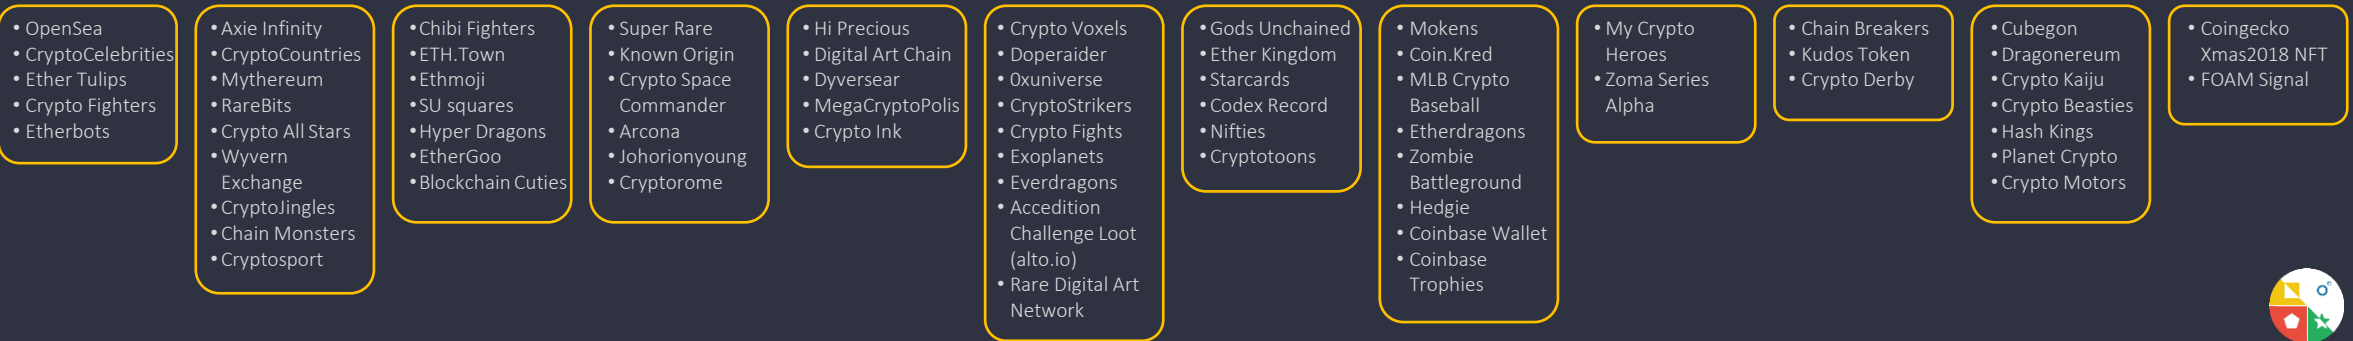 • OpenSea
• CryptoCelebrities
• Ether Tulips
• Crypto Fighters
• Etherbots
• Axie Infinity
• CryptoCountries
• Mythereum
• RareBits
• Crypto All Stars
• Wyvern
Exchange
• CryptoJingles
• Chain Monsters
• Cryptosport
• Chibi Fighters
• ETH.Town
• Ethmoji
• SU squares
• Hyper Dragons
• EtherGoo
• Blockchain Cuties
• Super Rare
• Known Origin
• Crypto Space
Commander
• Arcona
• Johorionyoung
• Cryptorome
• Hi Precious
• Digital Art Chain
• Dyversear
• MegaCryptoPolis
• Crypto Ink
• Crypto Voxels
• Doperaider
• 0xuniverse
• CryptoStrikers
• Crypto Fights
• Exoplanets
• Everdragons
• Accedition
Challenge Loot
(alto.io)
• Rare Digital Art
Network
• Gods Unchained
• Ether Kingdom
• Starcards
• Codex Record
• Nifties
• Cryptotoons
• Mokens
• Coin.Kred
• MLB Crypto
Baseball
• Etherdragons
• Zombie
Battleground
• Hedgie
• Coinbase Wallet
• Coinbase
Trophies
• My Crypto
Heroes
• Zoma Series
Alpha
• Chain Breakers
• Kudos Token
• Crypto Derby
• Cubegon
• Dragonereum
• Crypto Kaiju
• Crypto Beasties
• Hash Kings
• Planet Crypto
• Crypto Motors
• Coingecko
Xmas2018 NFT
• FOAM Signal